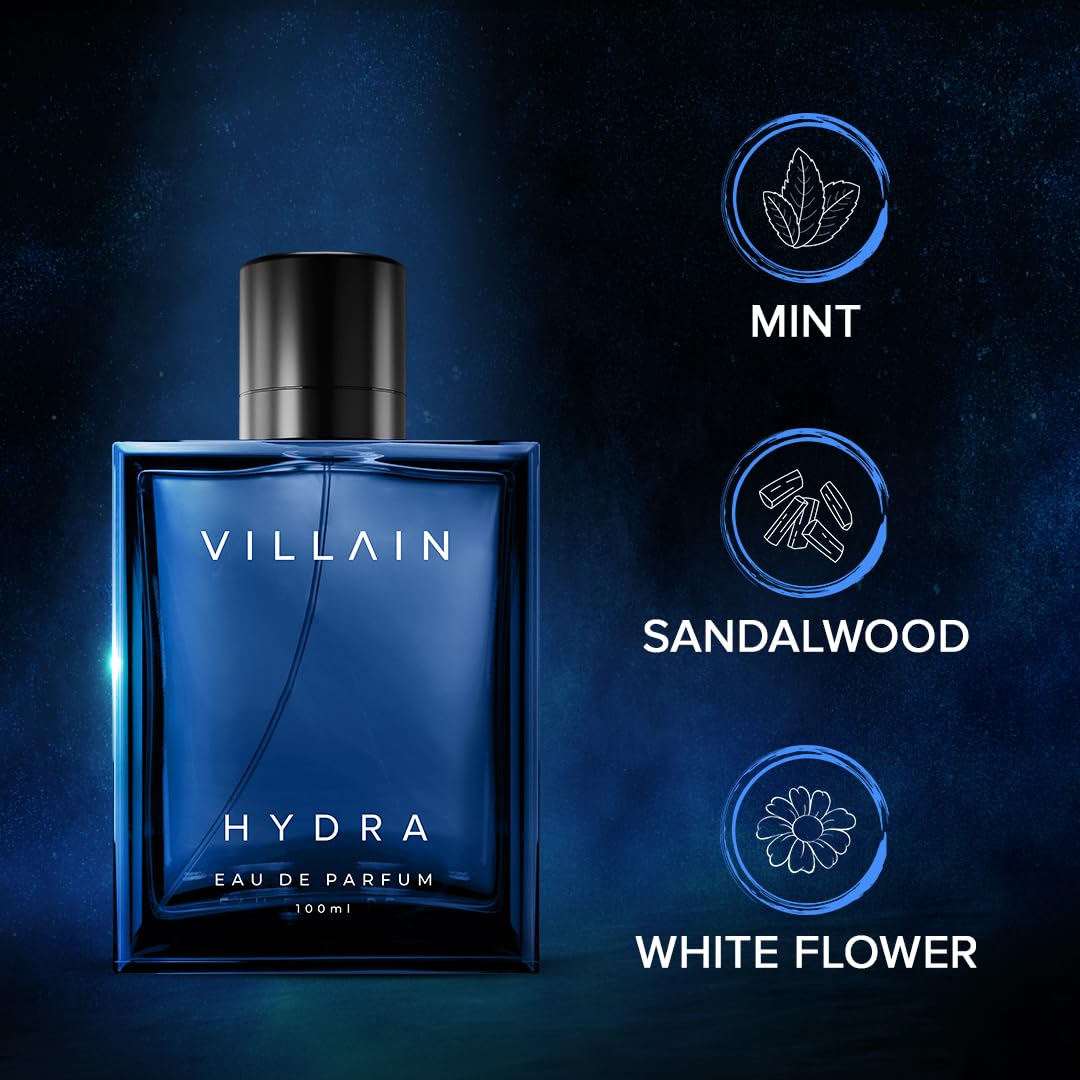 VILLAIN
HYDRA
EAU DE PARFUM
100ml
MINT
SANDALWOOD
WHITE FLOWER